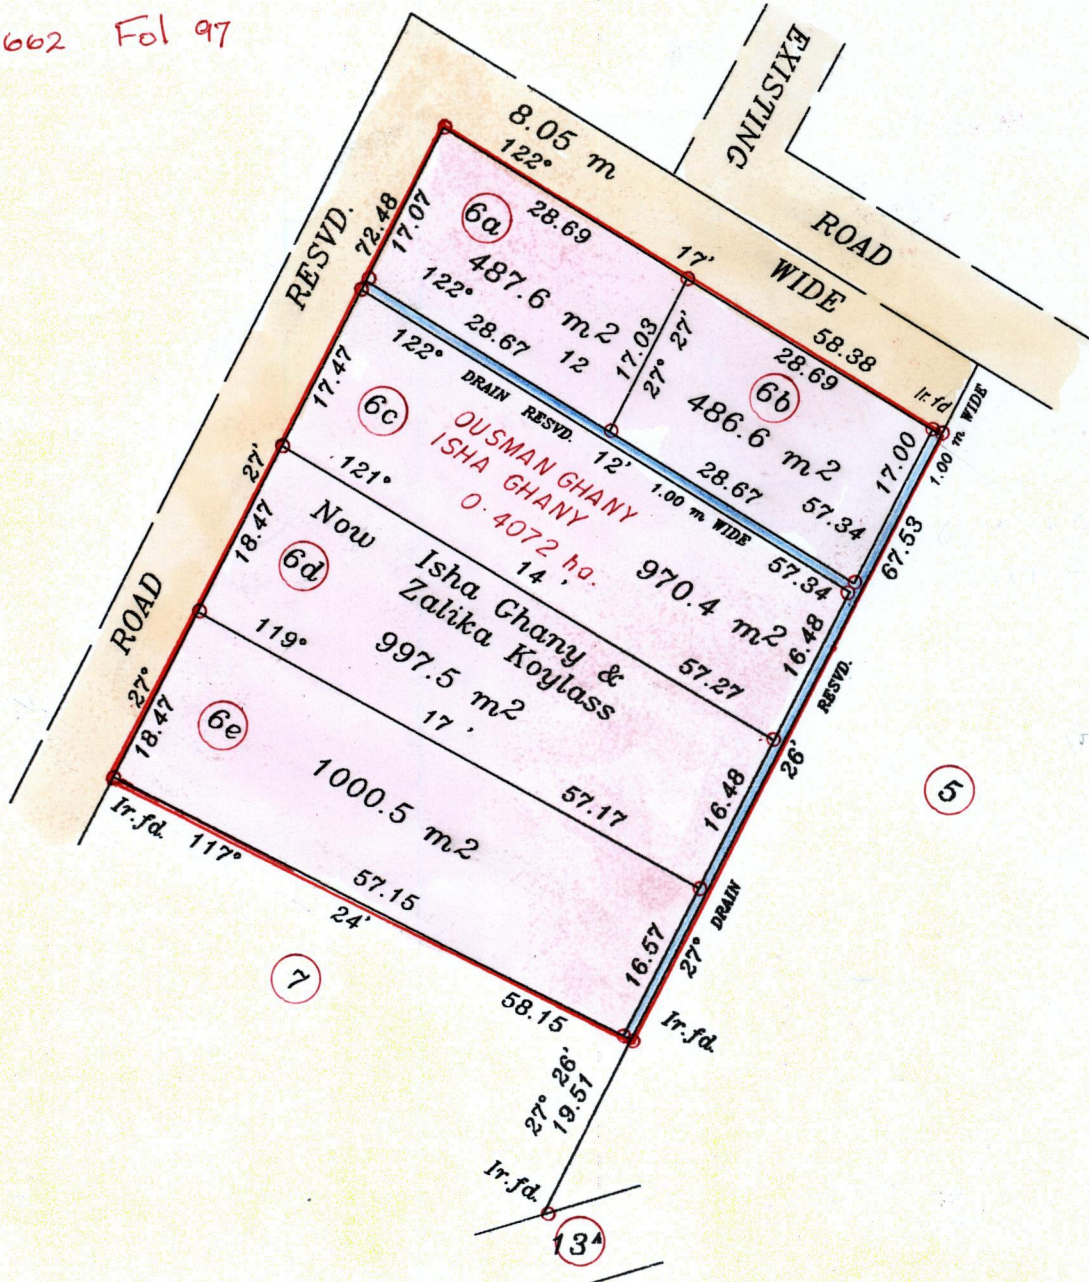 662 Fol 97
EXISTING
8.05 m
122°
ROAD
WIDE
RESVD.
72.48
17.07
6a
28.69
17'
487.6 m2
122°
28.67
12
17.03
27° 27'
58.38
28.69
6b
486.6 m2
Ir.fd
1.00 m WIDE
17.00
122°
DRAIN RESVD.
12'
1.00 m WIDE
28.67
57.34
57.34
67.53
17.47
6c
OUSMAN GHANY
ISHA GHANY
0.4072 ha.
970.4 m2
27'
121°
14'
57.27
16.48
RESVD.
18.47
6d
Now Isha Ghany &
Zalika Koylass
997.5 m2
26'
ROAD
119°
17'
57.17
16.48
5
27°
18.47
6e
1000.5 m2
16.57
27° DRAIN
Ir.fd.
117°
57.15
24'
58.15
Ir.fd.
7
27° 26'
19.51
Ir.fd.
13A